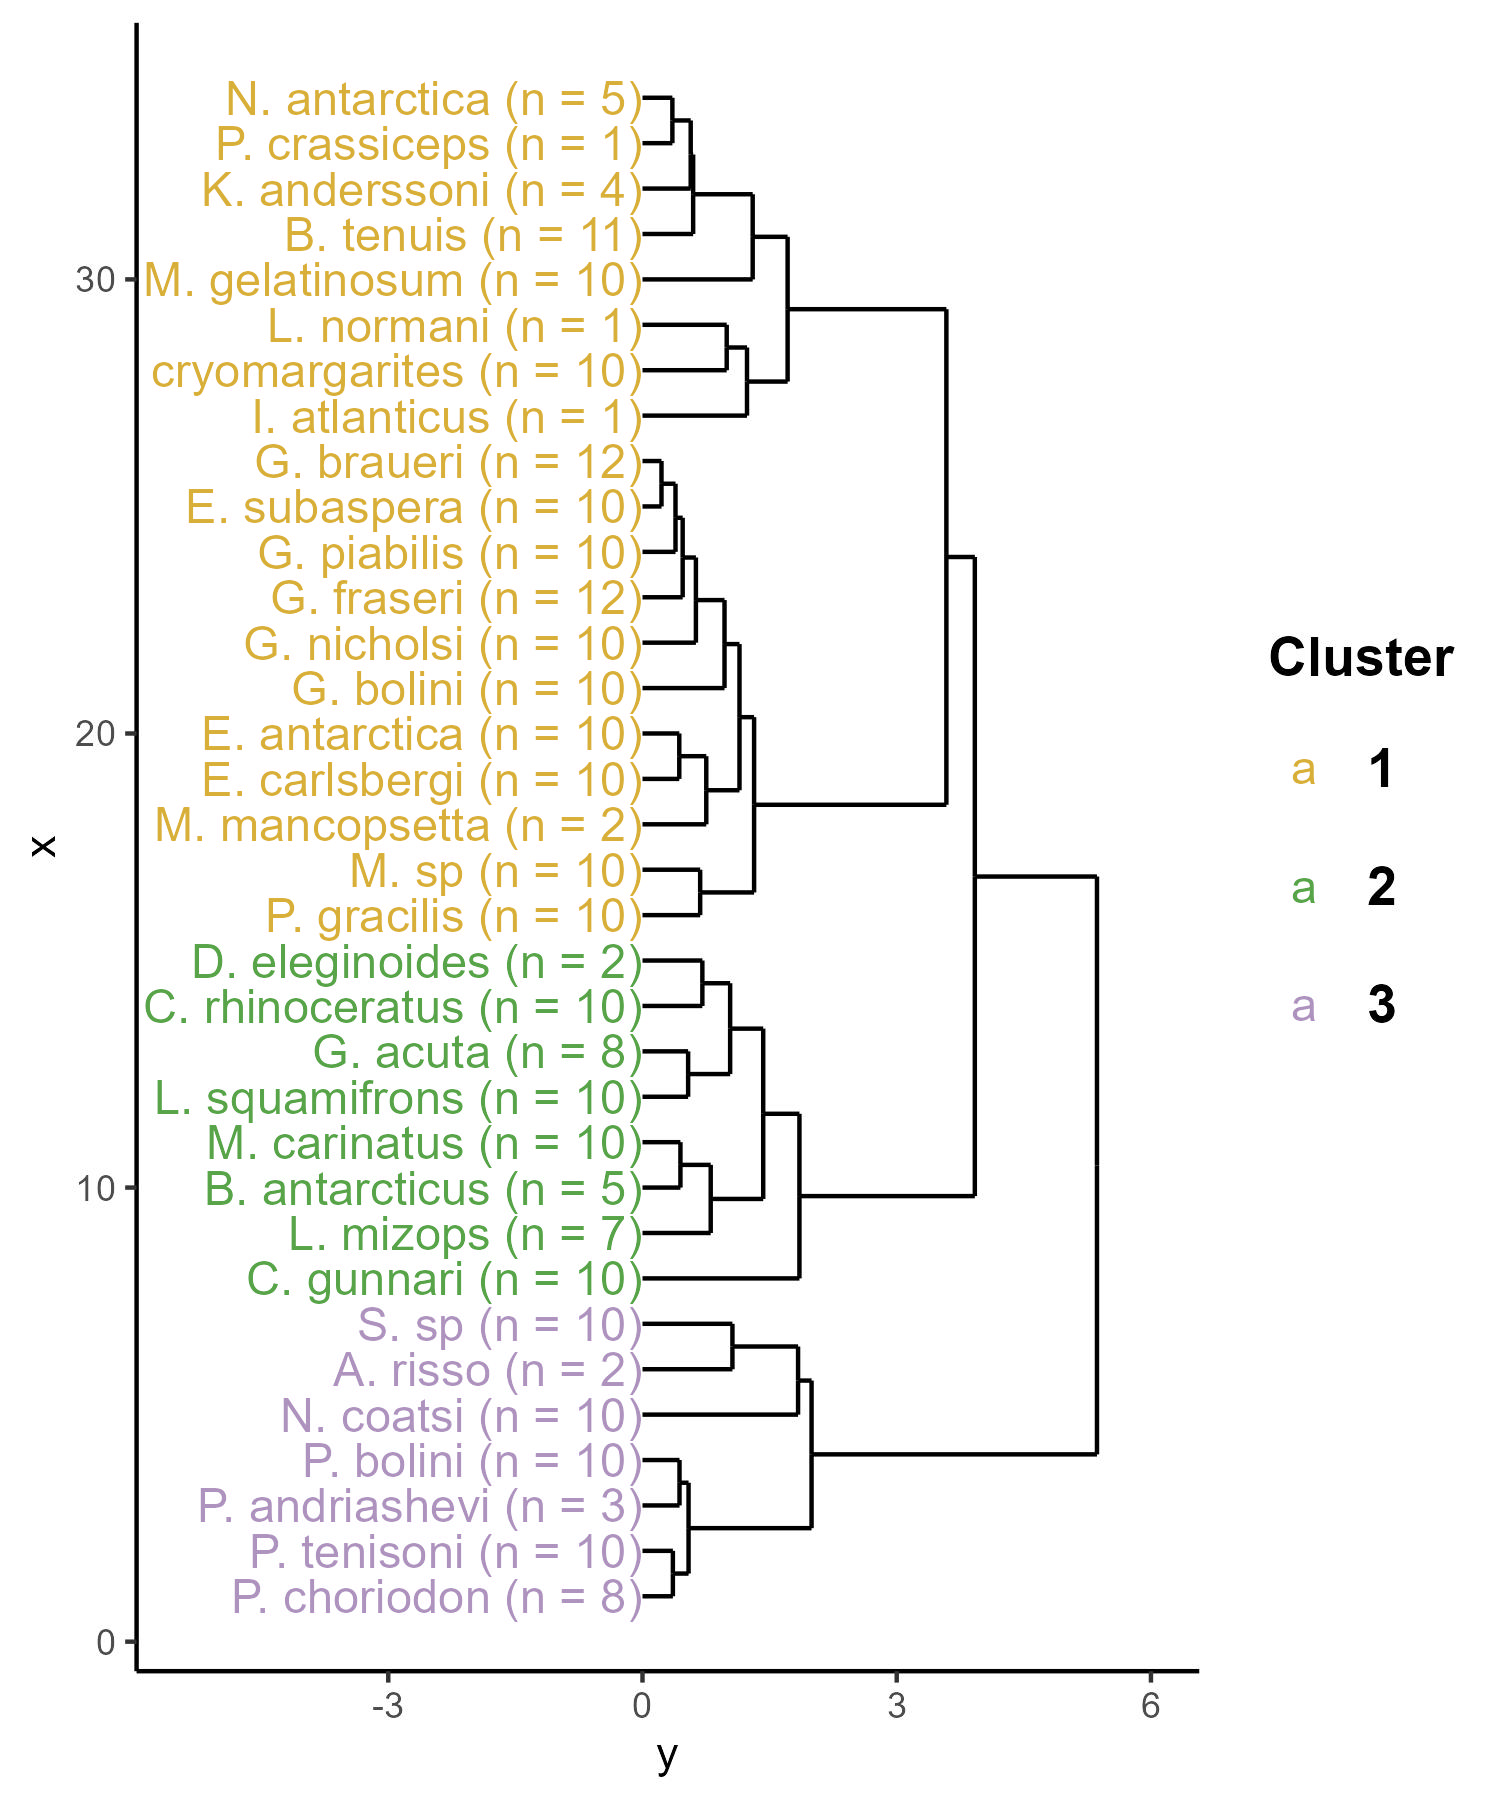 N. antarctica (n = 5)
P. crassiceps (n = 1)
K. anderssoni (n = 4)
B. tenuis (n = 11)
30
M. gelatinosum (n = 10)
L. normani (n = 1)
cryomargarites (n = 10)
I. atlanticus (n = 1)
G. braueri (n = 12)
E. subaspera (n = 10)
G. piabilis (n = 10)
G. fraseri (n = 12)
G. nicholsi (n = 10)
G. bolini (n = 10)
20
E. antarctica (n = 10)
E. carlsbergi (n = 10)
M. mancopsetta (n = 2)
M. sp (n = 10)
P. gracilis (n = 10)
D. eleginoides (n = 2)
C. rhinoceratus (n = 10)
G. acuta (n = 8)
L. squamifrons (n = 10)
M. carinatus (n = 10)
10
B. antarcticus (n = 5)
L. mizops (n = 7)
C. gunnari (n = 10)
S. sp (n = 10)
A. risso (n = 2)
N. coatsi (n = 10)
P. bolini (n = 10)
P. andriashevi (n = 3)
P. tenisoni (n = 10)
P. choriodon (n = 8)
0
-3 0 3 6
y
x
Cluster
a 1
a 2
a 3